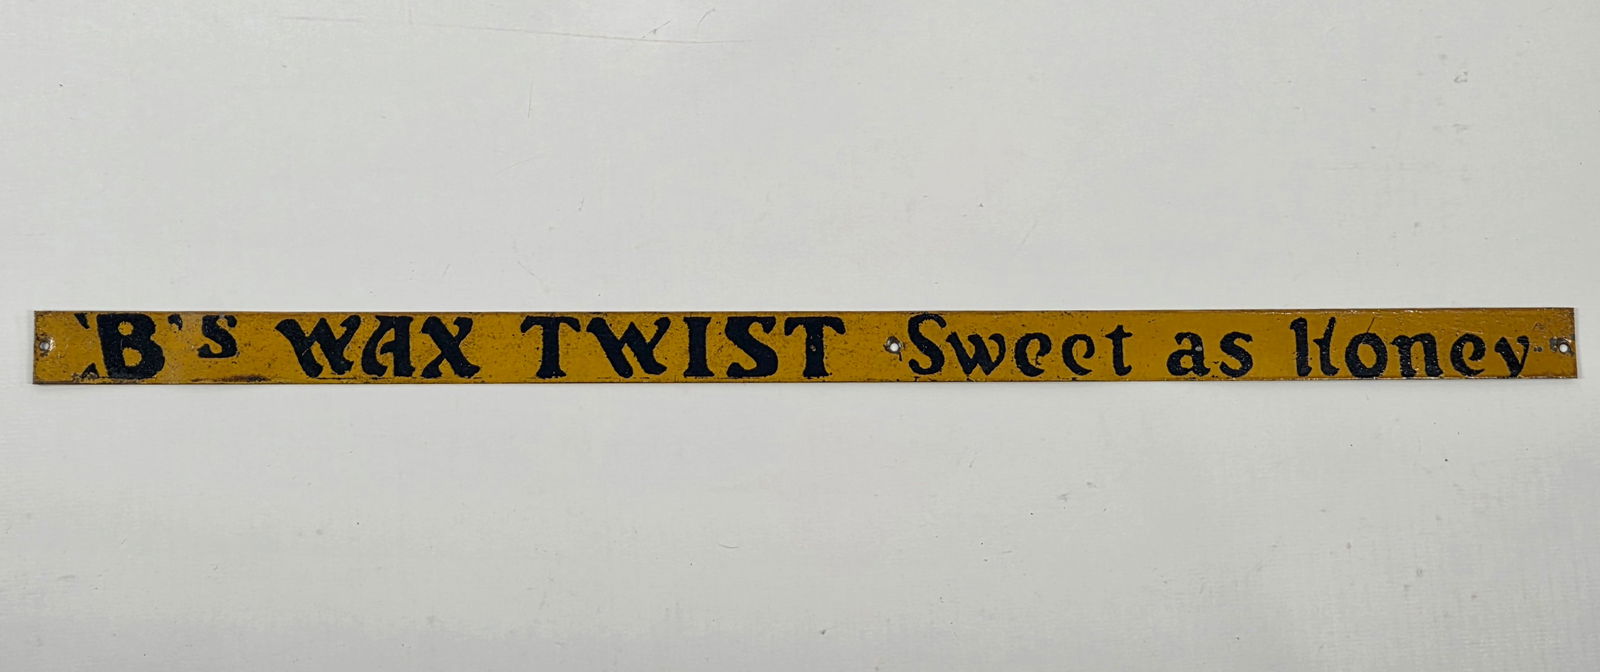 'B's WAX TWIST Sweet as Honey